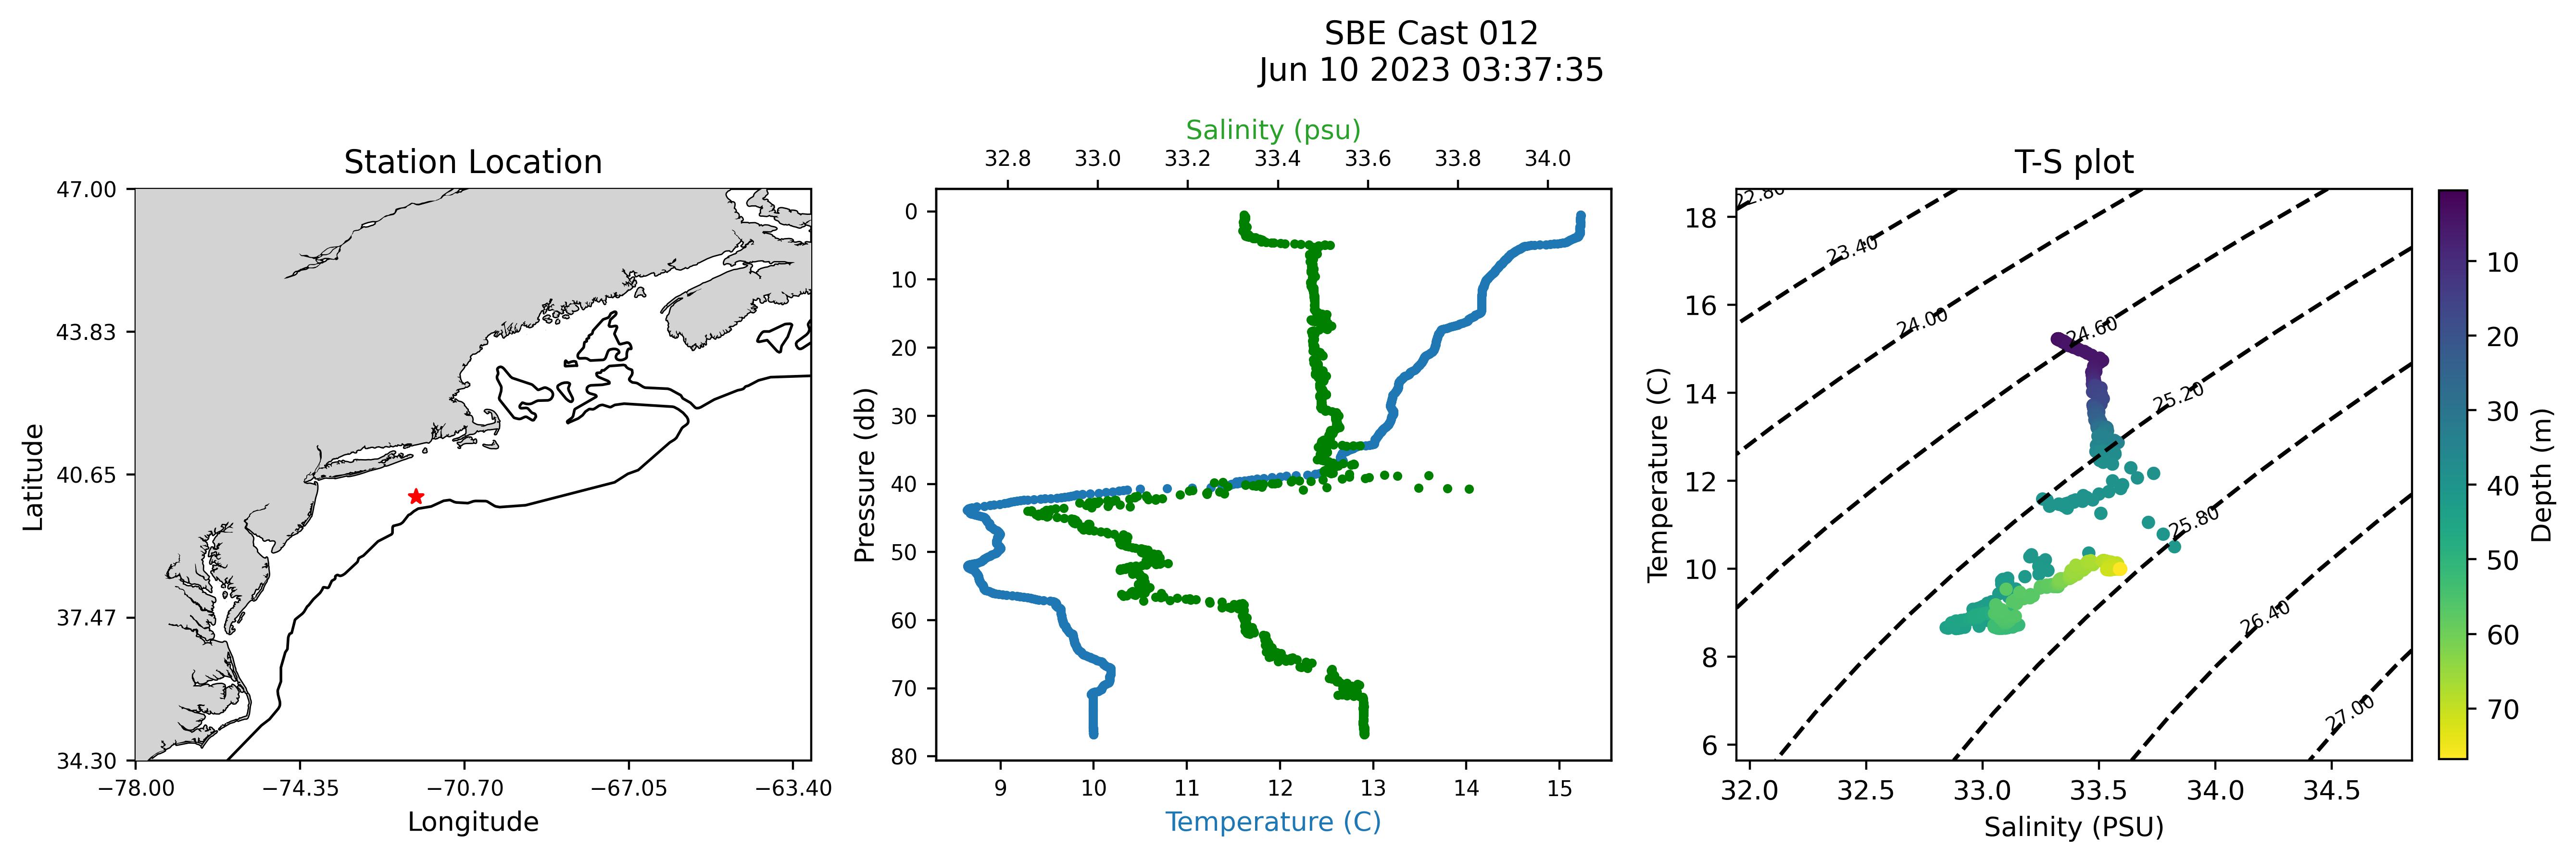 SBE Cast 012
Jun 10 2023 03:37:35
Station Location
47.00
43.83
40.65
37.47
34.30
Latitude
−78.00 −74.35 −70.70 −67.05 −63.40
Longitude
Salinity (psu)
32.8 33.0 33.2 33.4 33.6 33.8 34.0
0
10
20
30
40
50
60
70
80
Pressure (db)
9 10 11 12 13 14 15
Temperature (C)
T-S plot
18
16
14
12
10
8
6
Temperature (C)
22.80
23.40
24.00
24.60
25.20
25.80
26.40
27.00
32.0 32.5 33.0 33.5 34.0 34.5
Salinity (PSU)
10
20
30
40
50
60
70
Depth (m)